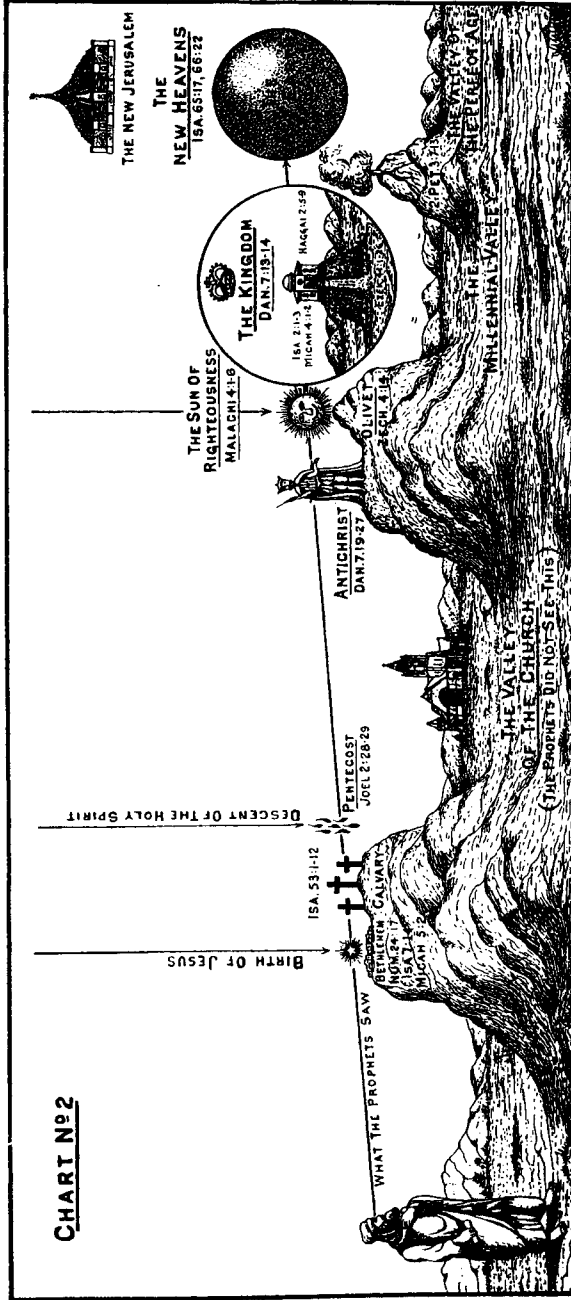 CHART Nº 2
WHAT THE PROPHETS SAW
BIRTH OF JESUS
BETHLEHEM
NUM. 24:17
ISA. 7:14
MICAH 5:2
ISA. 53:1-12
CALVARY
DESCENT OF THE HOLY SPIRIT
PENTECOST
JOEL 2:28-29
THE VALLEY
OF THE CHURCH
(THE PROPHETS DID NOT SEE THIS)
ANTICHRIST
DAN. 7:19-27
THE SUN OF
RIGHTEOUSNESS
MALACHI 4:1-6
OLIVET
THE KINGDOM
DAN. 7:13-14
ISA. 2:1-3
MICAH 4:1-2
HAGGAI 2:6-9
THE
MILLENNIAL VALLEY
THE NEW JERUSALEM
THE
NEW HEAVENS
ISA. 65:17, 66:22
THE VALLEY OF
THE PERFECT AGE